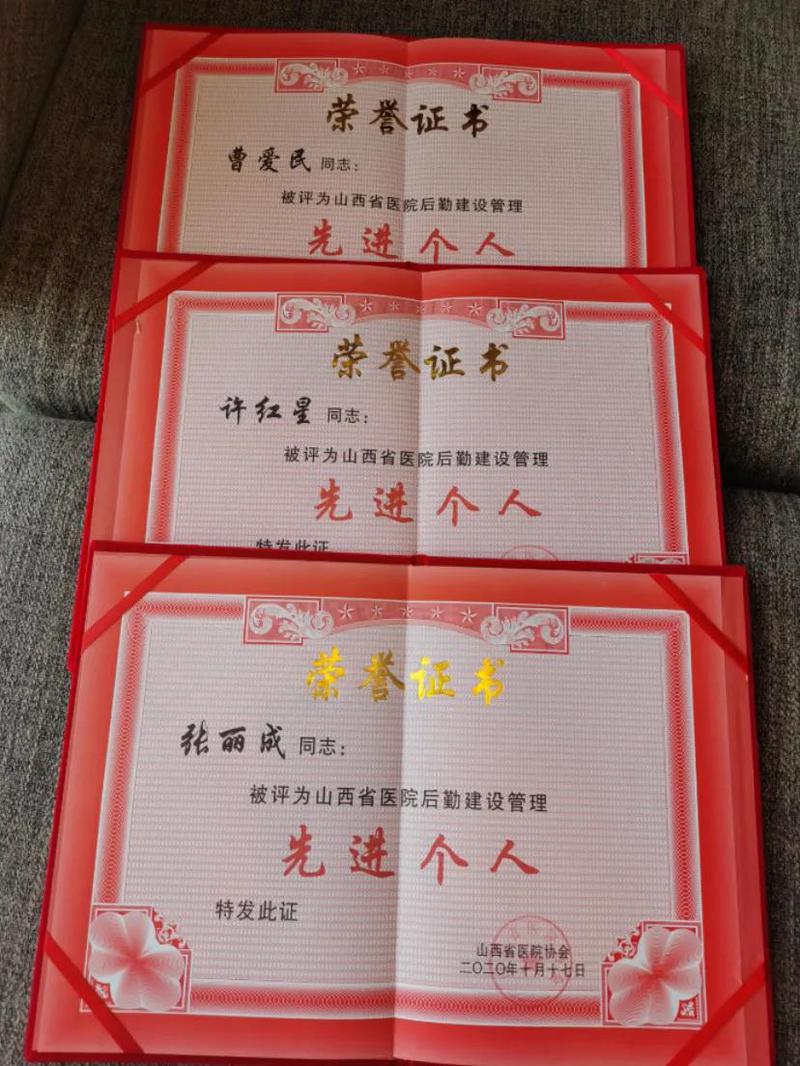 荣誉证书
曹爱民 同志：
被评为山西省医院后勤建设管理
先进个人
荣誉证书
许红星 同志：
被评为山西省医院后勤建设管理
先进个人
特发此证
荣誉证书
张丽成 同志：
被评为山西省医院后勤建设管理
先进个人
特发此证
山西省医院协会
二〇二〇年十月十七日